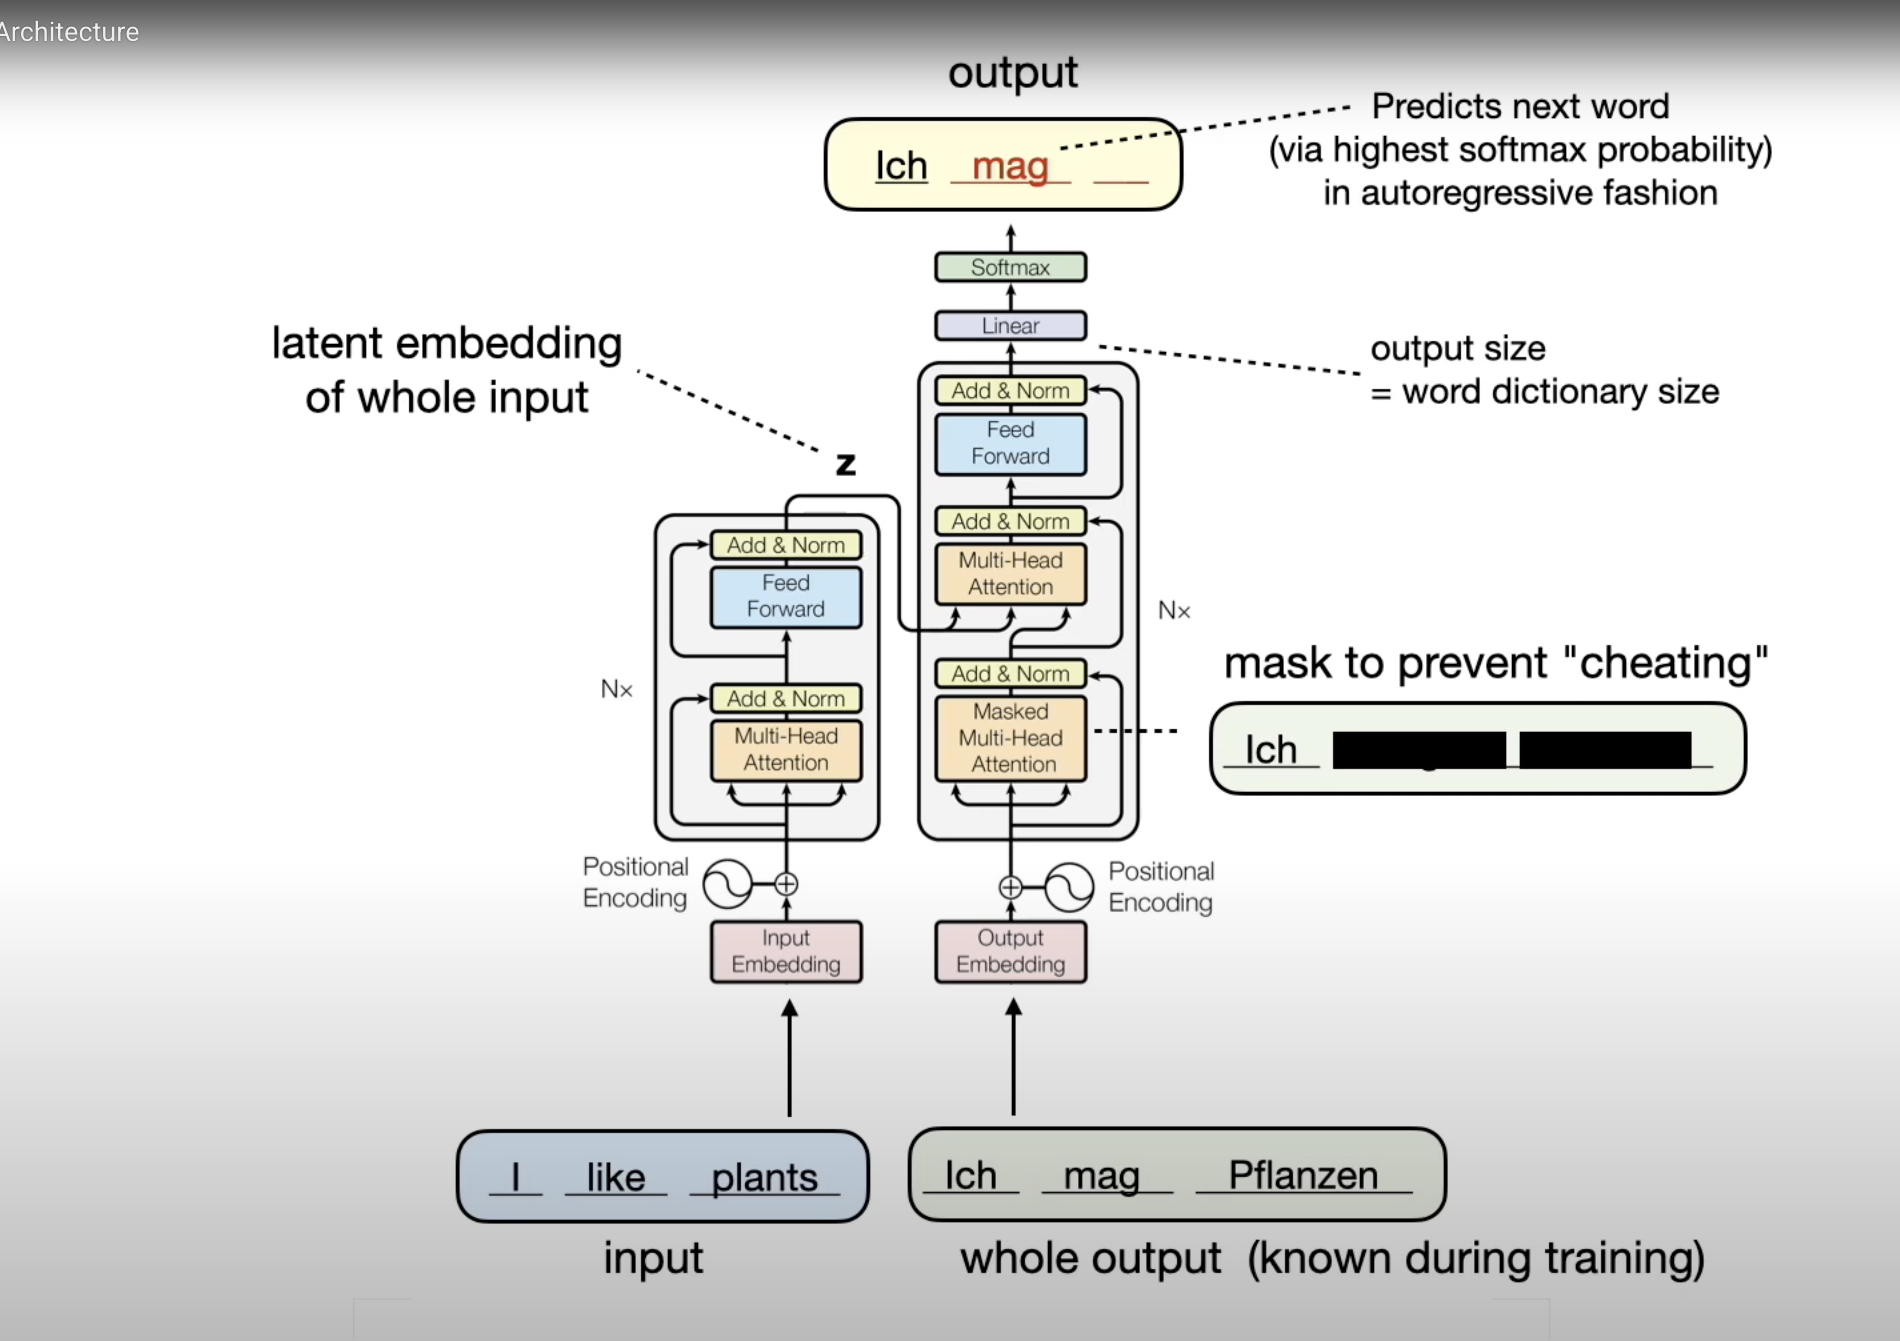 Architecture
output
Ich mag
Predicts next word
(via highest softmax probability)
in autoregressive fashion
Softmax
Linear
latent embedding
of whole input
output size
= word dictionary size
z
Add & Norm
Feed
Forward
Add & Norm
Multi-Head
Attention
Nx
Add & Norm
Feed
Forward
Add & Norm
Multi-Head
Attention
Add & Norm
Masked
Multi-Head
Attention
Nx
mask to prevent "cheating"
Ich
Positional
Encoding
Input
Embedding
Positional
Encoding
Output
Embedding
I like plants
input
Ich mag Pflanzen
whole output (known during training)